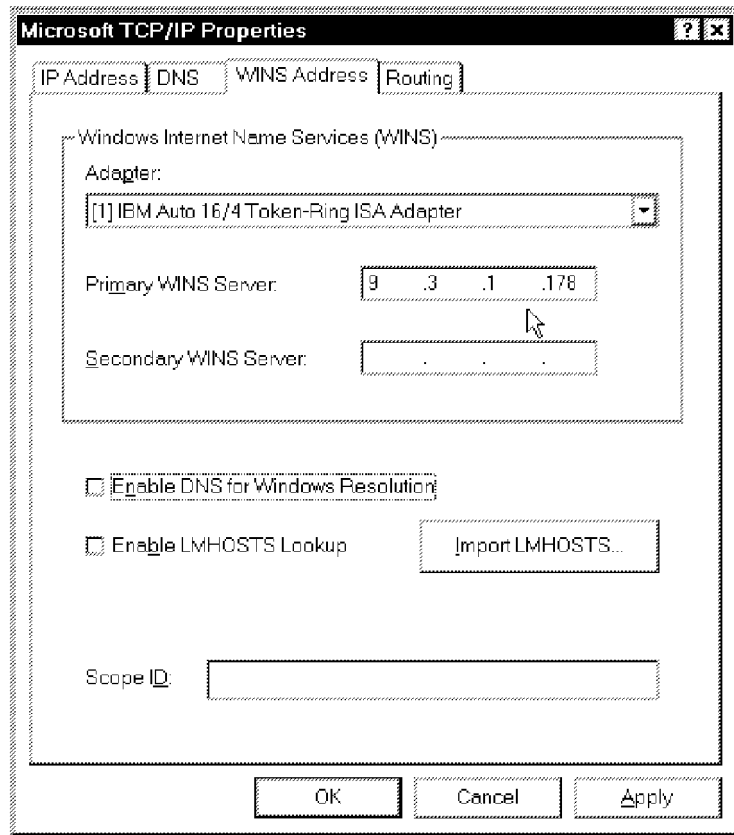 Microsoft TCP/IP Properties
? x
IP Address DNS WINS Address Routing
Windows Internet Name Services (WINS)
Adapter:
[1] IBM Auto 16/4 Token-Ring ISA Adapter
Primary WINS Server: 9 .3 .1 .178
Secondary WINS Server: . . .
Enable DNS for Windows Resolution
Enable LMHOSTS Lookup Import LMHOSTS...
Scope ID:
OK Cancel Apply